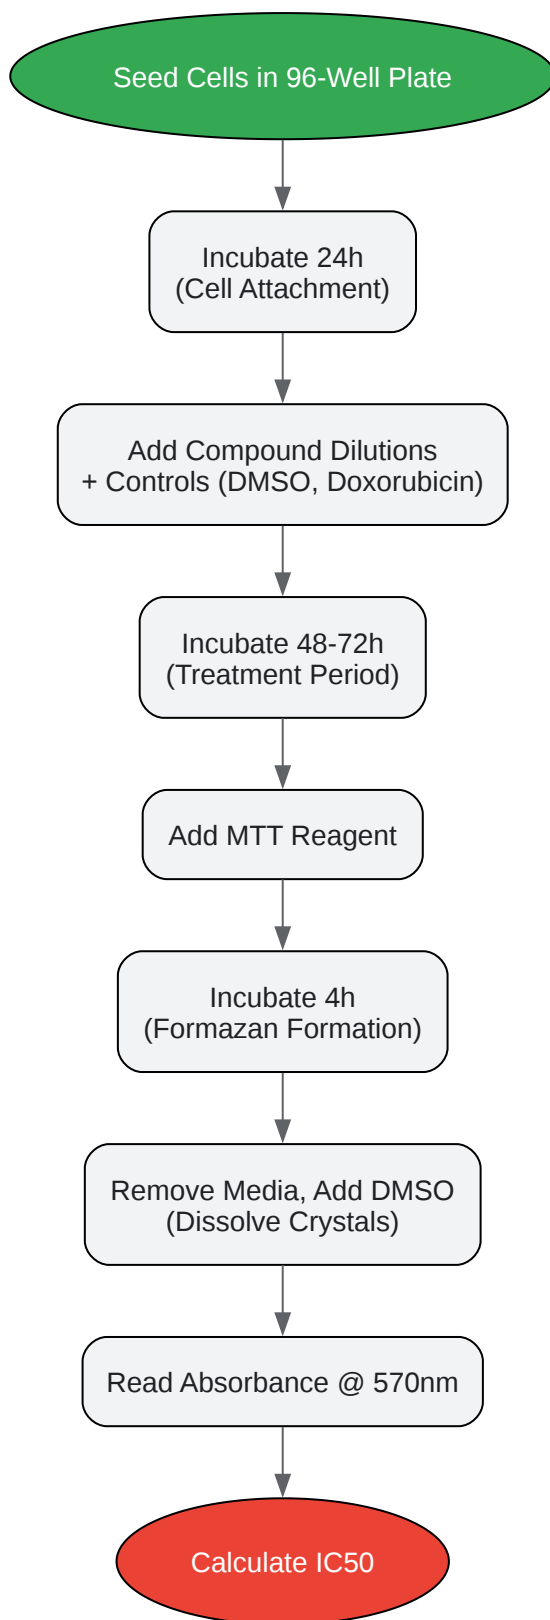 Seed Cells in 96-Well Plate
Incubate 24h
(Cell Attachment)
Add Compound Dilutions
+ Controls (DMSO, Doxorubicin)
Incubate 48-72h
(Treatment Period)
Add MTT Reagent
Incubate 4h
(Formazan Formation)
Remove Media, Add DMSO
(Dissolve Crystals)
Read Absorbance @ 570nm
Calculate IC50